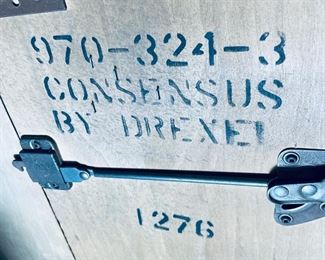 970-324-3
CONSENSUS
BY DREXEL
1276